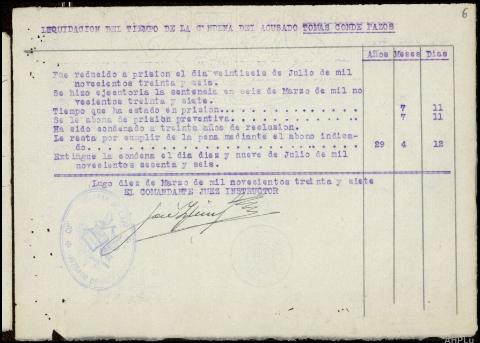 6
LIQUIDACION DEL TIEMPO DE LA CONDENA DEL ACUSADO TOMAS CONDE PAZOS
Años Meses Dias
Fue reducido a prision el dia veintiseis de Julio de mil
novecientos treinta y seis.
Se hizo ejecutoria la sentencia en seis de Marzo de mil no
vecientos treinta y siete.
Tiempo que ha estado en prisión... 7 11
Se le abona de prision preventiva. 7 11
Ha sido condenado a treinta años de reclusion.
Le resta por cumplir de la pena mediante el abono indica-
do. 29 4 12
Extingue la condena el dia diez y nueve de Julio de mil
novecientos sesenta y seis.
Lugo diez de Marzo de mil novecientos treinta y siete
EL COMANDANTE JUEZ INSTRUCTOR
AHPLU